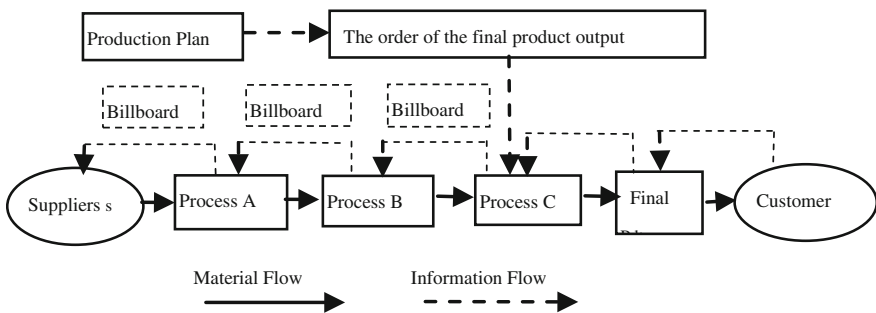 Production Plan
The order of the final product output
Billboard
Billboard
Billboard
Suppliers s
Process A
Process B
Process C
Final
Customer
Material Flow
Information Flow